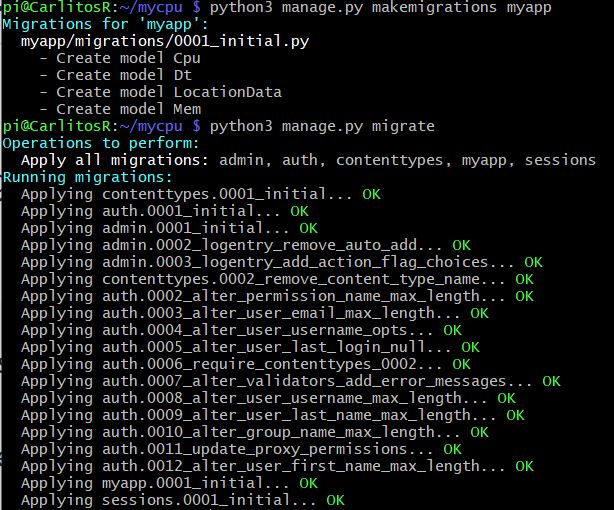 pi@CarlitosR:~/mycpu $ python3 manage.py makemigrations myapp
Migrations for 'myapp':
  myapp/migrations/0001_initial.py
    - Create model Cpu
    - Create model Dt
    - Create model LocationData
    - Create model Mem
pi@CarlitosR:~/mycpu $ python3 manage.py migrate
Operations to perform:
  Apply all migrations: admin, auth, contenttypes, myapp, sessions
Running migrations:
  Applying contenttypes.0001_initial... OK
  Applying auth.0001_initial... OK
  Applying admin.0001_initial... OK
  Applying admin.0002_logentry_remove_auto_add... OK
  Applying admin.0003_logentry_add_action_flag_choices... OK
  Applying contenttypes.0002_remove_content_type_name... OK
  Applying auth.0002_alter_permission_name_max_length... OK
  Applying auth.0003_alter_user_email_max_length... OK
  Applying auth.0004_alter_user_username_opts... OK
  Applying auth.0005_alter_user_last_login_null... OK
  Applying auth.0006_require_contenttypes_0002... OK
  Applying auth.0007_alter_validators_add_error_messages... OK
  Applying auth.0008_alter_user_username_max_length... OK
  Applying auth.0009_alter_user_last_name_max_length... OK
  Applying auth.0010_alter_group_name_max_length... OK
  Applying auth.0011_update_proxy_permissions... OK
  Applying auth.0012_alter_user_first_name_max_length... OK
  Applying myapp.0001_initial... OK
  Applying sessions.0001_initial... OK